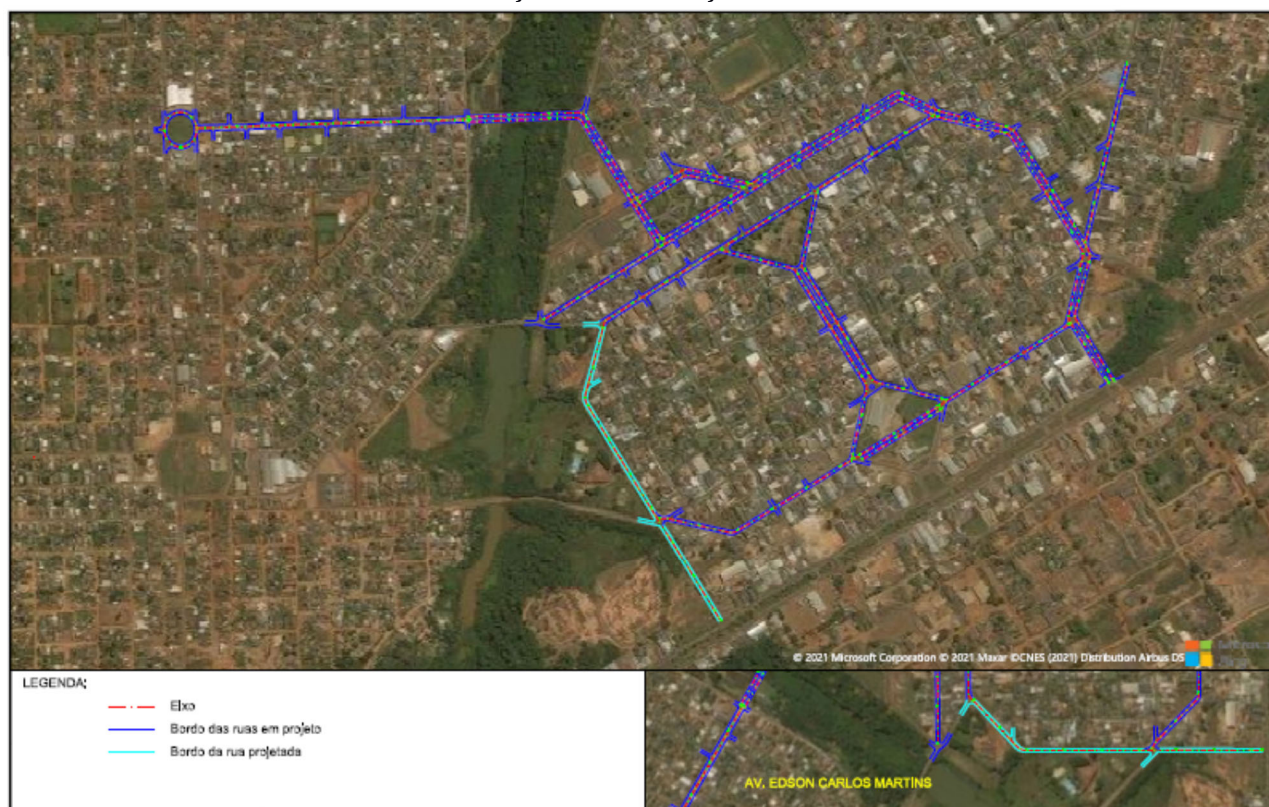 © 2021 Microsoft Corporation © 2021 Maxar ©CNES (2021) Distribution Airbus DS
LEGENDA;
Eixo
Bordo das ruas em projeto
Bordo da rua projetada
AV. EDSON CARLOS MARTINS